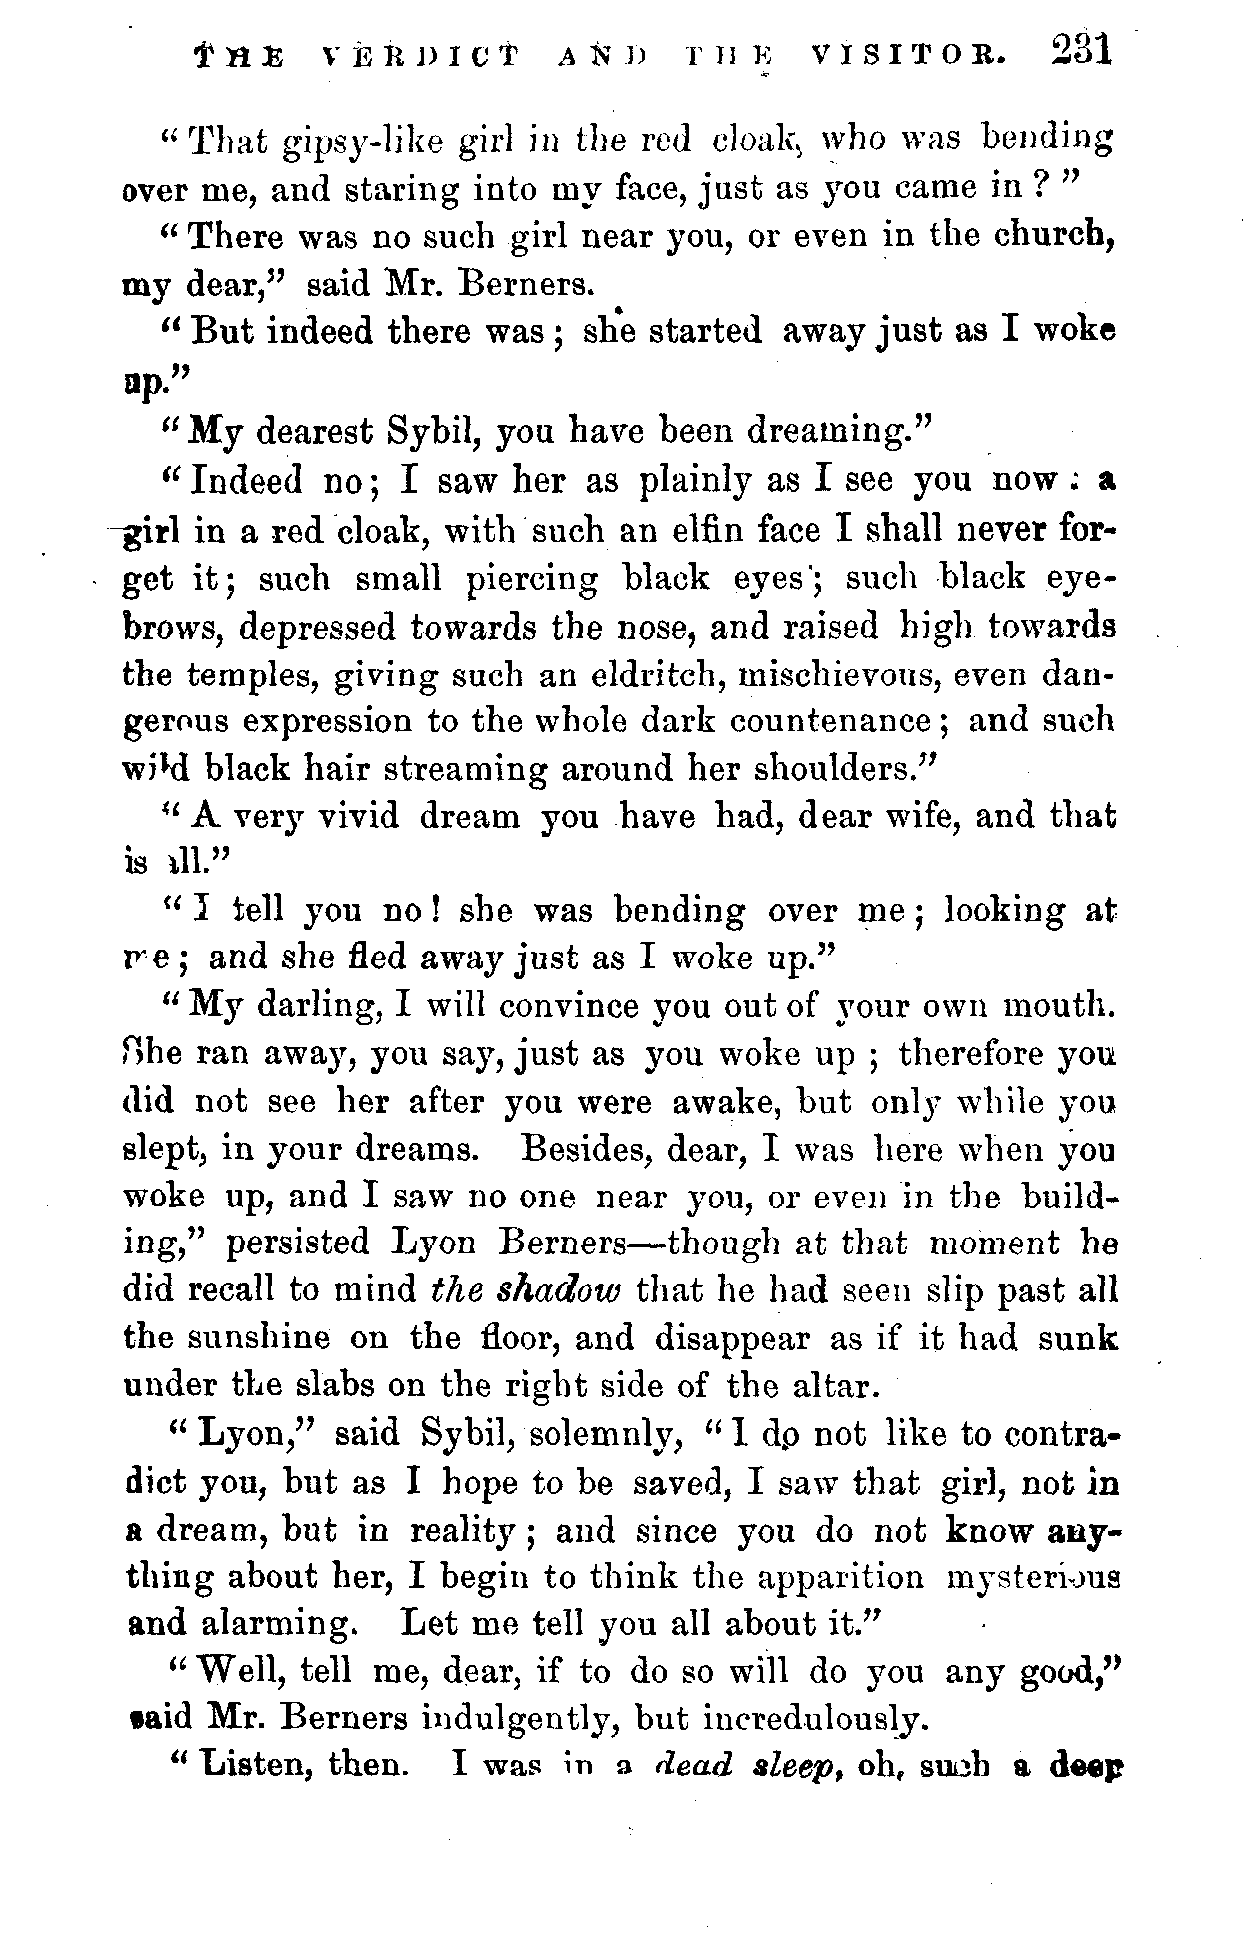 THE VERDICT AND THE VISITOR. 231
“That gipsy-like girl in the red cloak, who was bending
over me, and staring into my face, just as you came in?”
“There was no such girl near you, or even in the church,
my dear,” said Mr. Berners.
“But indeed there was; she started away just as I woke
up.”
“My dearest Sybil, you have been dreaming.”
“Indeed no; I saw her as plainly as I see you now: a
girl in a red cloak, with such an elfin face I shall never for-
get it; such small piercing black eyes; such black eye-
brows, depressed towards the nose, and raised high towards
the temples, giving such an eldritch, mischievous, even dan-
gerous expression to the whole dark countenance; and such
wild black hair streaming around her shoulders.”
“A very vivid dream you have had, dear wife, and that
is all.”
“I tell you no! she was bending over me; looking at
me; and she fled away just as I woke up.”
“My darling, I will convince you out of your own mouth.
She ran away, you say, just as you woke up; therefore you
did not see her after you were awake, but only while you
slept, in your dreams. Besides, dear, I was here when you
woke up, and I saw no one near you, or even in the build-
ing,” persisted Lyon Berners—though at that moment he
did recall to mind the shadow that he had seen slip past all
the sunshine on the floor, and disappear as if it had sunk
under the slabs on the right side of the altar.
“Lyon,” said Sybil, solemnly, “I do not like to contra-
dict you, but as I hope to be saved, I saw that girl, not in
a dream, but in reality; and since you do not know any-
thing about her, I begin to think the apparition mysterious
and alarming. Let me tell you all about it.”
“Well, tell me, dear, if to do so will do you any good,”
said Mr. Berners indulgently, but incredulously.
“Listen, then. I was in a dead sleep, oh, such a deep